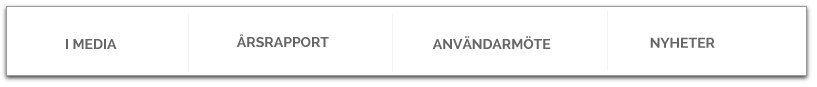 I MEDIA
ÅRSRAPPORT
ANVÄNDARMÖTE
NYHETER